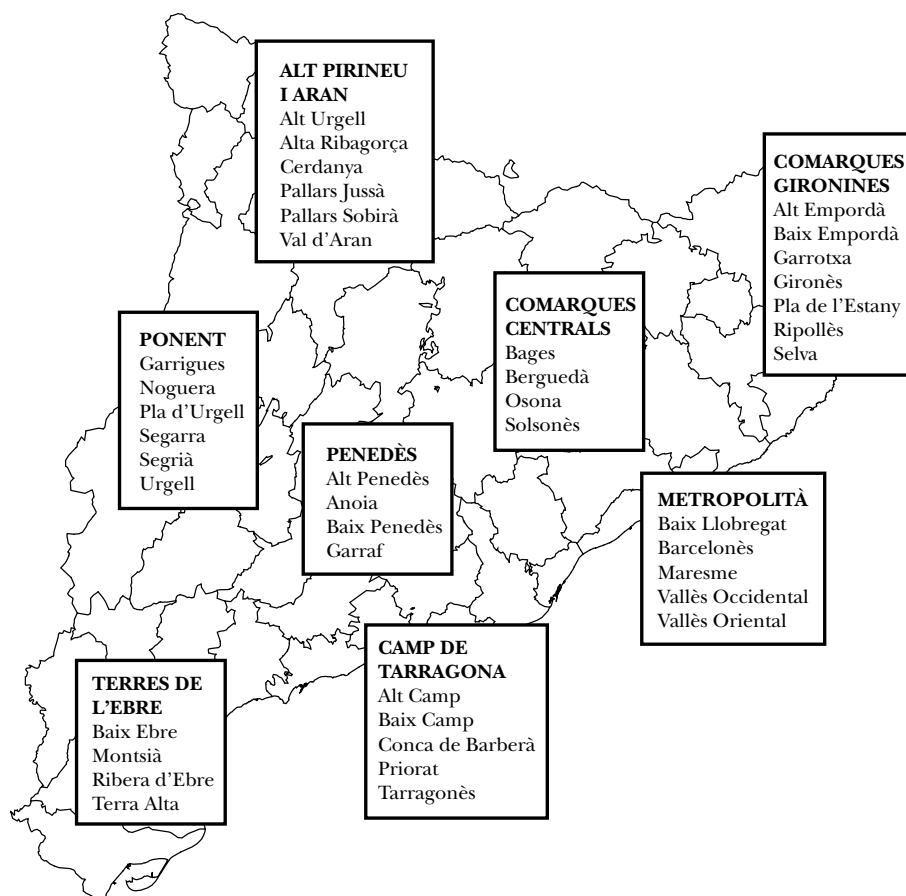 ALT PIRINEU
I ARAN
Alt Urgell
Alta Ribagorça
Cerdanya
Pallars Jussà
Pallars Sobirà
Val d’Aran
COMARQUES
GIRONINES
Alt Empordà
Baix Empordà
Garrotxa
Gironès
Pla de l’Estany
Ripollès
Selva
COMARQUES
CENTRALS
Bages
Berguedà
Osona
Solsonès
PONENT
Garrigues
Noguera
Pla d’Urgell
Segarra
Segrià
Urgell
PENEDÈS
Alt Penedès
Anoia
Baix Penedès
Garraf
METROPOLITÀ
Baix Llobregat
Barcelonès
Maresme
Vallès Occidental
Vallès Oriental
CAMP DE
TARRAGONA
Alt Camp
Baix Camp
Conca de Barberà
Priorat
Tarragonès
TERRES DE
L’EBRE
Baix Ebre
Montsià
Ribera d’Ebre
Terra Alta